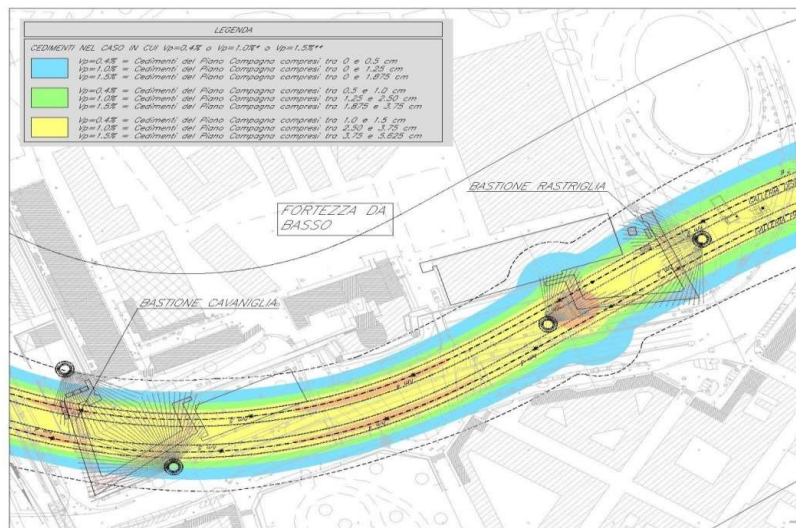 LEGENDA
CEDIMENTI NEL CASO IN CUI Vp=0.4% o Vp=1.0%* o Vp=1.5%**
Vp=0.4% = Cedimenti del Piano Campagna compresi tra 0 e 0.5 cm
Vp=1.0% = Cedimenti del Piano Campagna compresi tra 0 e 1.25 cm
Vp=1.5% = Cedimenti del Piano Campagna compresi tra 0 e 1.875 cm
Vp=0.4% = Cedimenti del Piano Campagna compresi tra 0.5 e 1.0 cm
Vp=1.0% = Cedimenti del Piano Campagna compresi tra 1.25 e 2.50 cm
Vp=1.5% = Cedimenti del Piano Campagna compresi tra 1.875 e 3.75 cm
Vp=0.4% = Cedimenti del Piano Campagna compresi tra 1.0 e 1.5 cm
Vp=1.0% = Cedimenti del Piano Campagna compresi tra 2.50 e 3.75 cm
Vp=1.5% = Cedimenti del Piano Campagna compresi tra 3.75 e 5.625 cm
BASTIONE RASTRIGLIA
FORTEZZA DA
BASSO
BASTIONE CAVANIGLIA